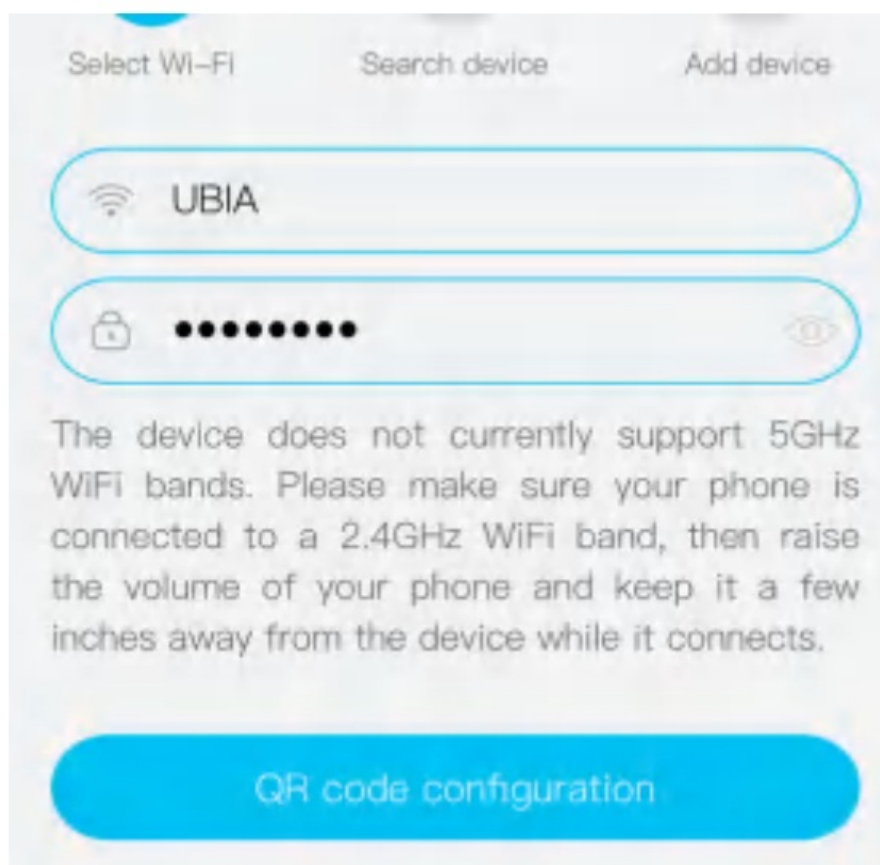 Select Wi-Fi Search device Add device
UBIA
••••••••
The device does not currently support 5GHz
WiFi bands. Please make sure your phone is
connected to a 2.4GHz WiFi band, then raise
the volume of your phone and keep it a few
inches away from the device while it connects.
QR code configuration